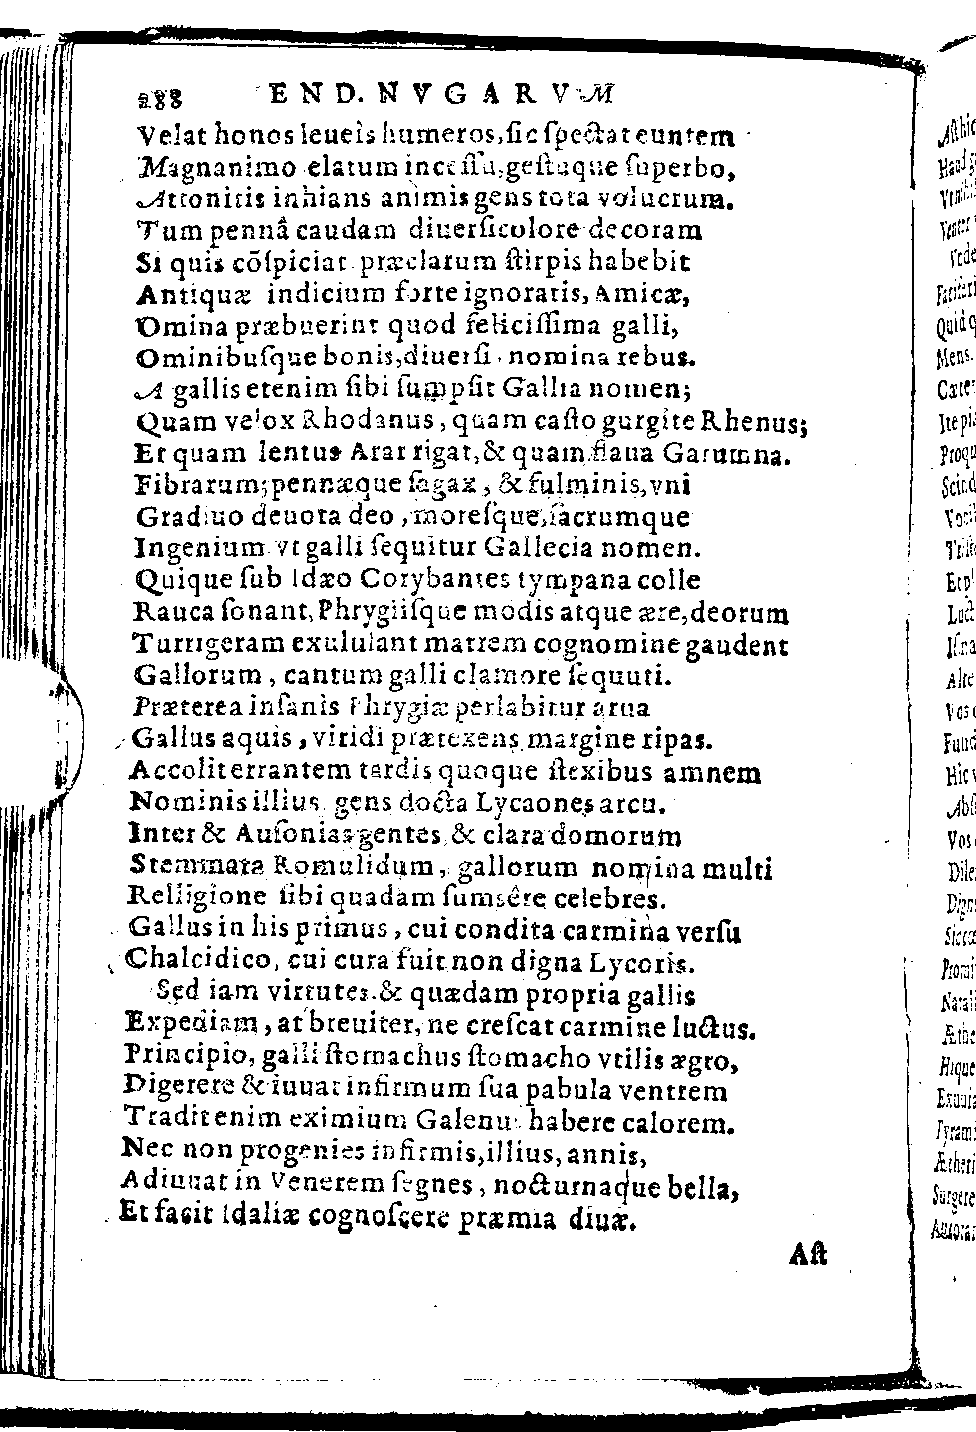 288 END. NVGARVM
Velat honos leueìs humeros, ſic ſpectat euntem
Magnanimo elatum inceſſu, geſtuque ſuperbo,
Attonitis inhians animis gens tota volucrum.
Tum pennâ caudam diuerſicolore decoram
Si quis cõſpiciat præclarum ſtirpis habebit
Antiquæ indicium forte ignoratis, Amicæ,
Omina præbuerint quod feliciſſima galli,
Ominibuſque bonis, diuerſi nomina rebus.
A gallis etenim ſibi ſumpſit Gallia nomen;
Quam velox Rhodanus, quam caſto gurgite Rhenus;
Et quam lentus Arar rigat, & quam flaua Garumna.
Fibrarum; pennæque ſagax, & fulminis, vni
Gradiuo deuota deo, moreſque, ſacrumque
Ingenium vt galli ſequitur Gallecia nomen.
Quique ſub Idæo Corybantes tympana colle
Rauca ſonant, Phrygiiſque modis atque ære, deorum
Turrigeram exululant matrem cognomine gaudent
Gallorum, cantum galli clamore ſequuti.
Præterea inſanis Phrygiæ perlabitur arua
Gallus aquis, viridi prætexens margine ripas.
Accolit errantem tardis quoque flexibus amnem
Nominis illius gens docta Lycaones arcu.
Inter & Auſonias gentes, & clara domorum
Stemmata Romulidum, gallorum nomina multi
Relligione ſibi quadam ſumsêre celebres.
Gallus in his primus, cui condita carmina verſu
Chalcidico, cui cura fuit non digna Lycoris.
Sed iam virtutes & quædam propria gallis
Expediam, at breuiter, ne creſcat carmine luctus.
Principio, galli ſtomachus ſtomacho vtilis ægro,
Digerere & iuuat infirmum ſua pabula ventrem
Tradit enim eximium Galenus habere calorem.
Nec non progenies infirmis, illius, annis,
Adiuuat in Venerem ſegnes, nocturnaque bella,
Et facit Idaliæ cognoſcere præmia diuæ.
Aſt